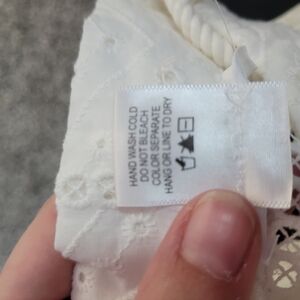 HAND WASH COLD
DO NOT BLEACH
COLOR SEPARATE
HANG OR LINE TO DRY